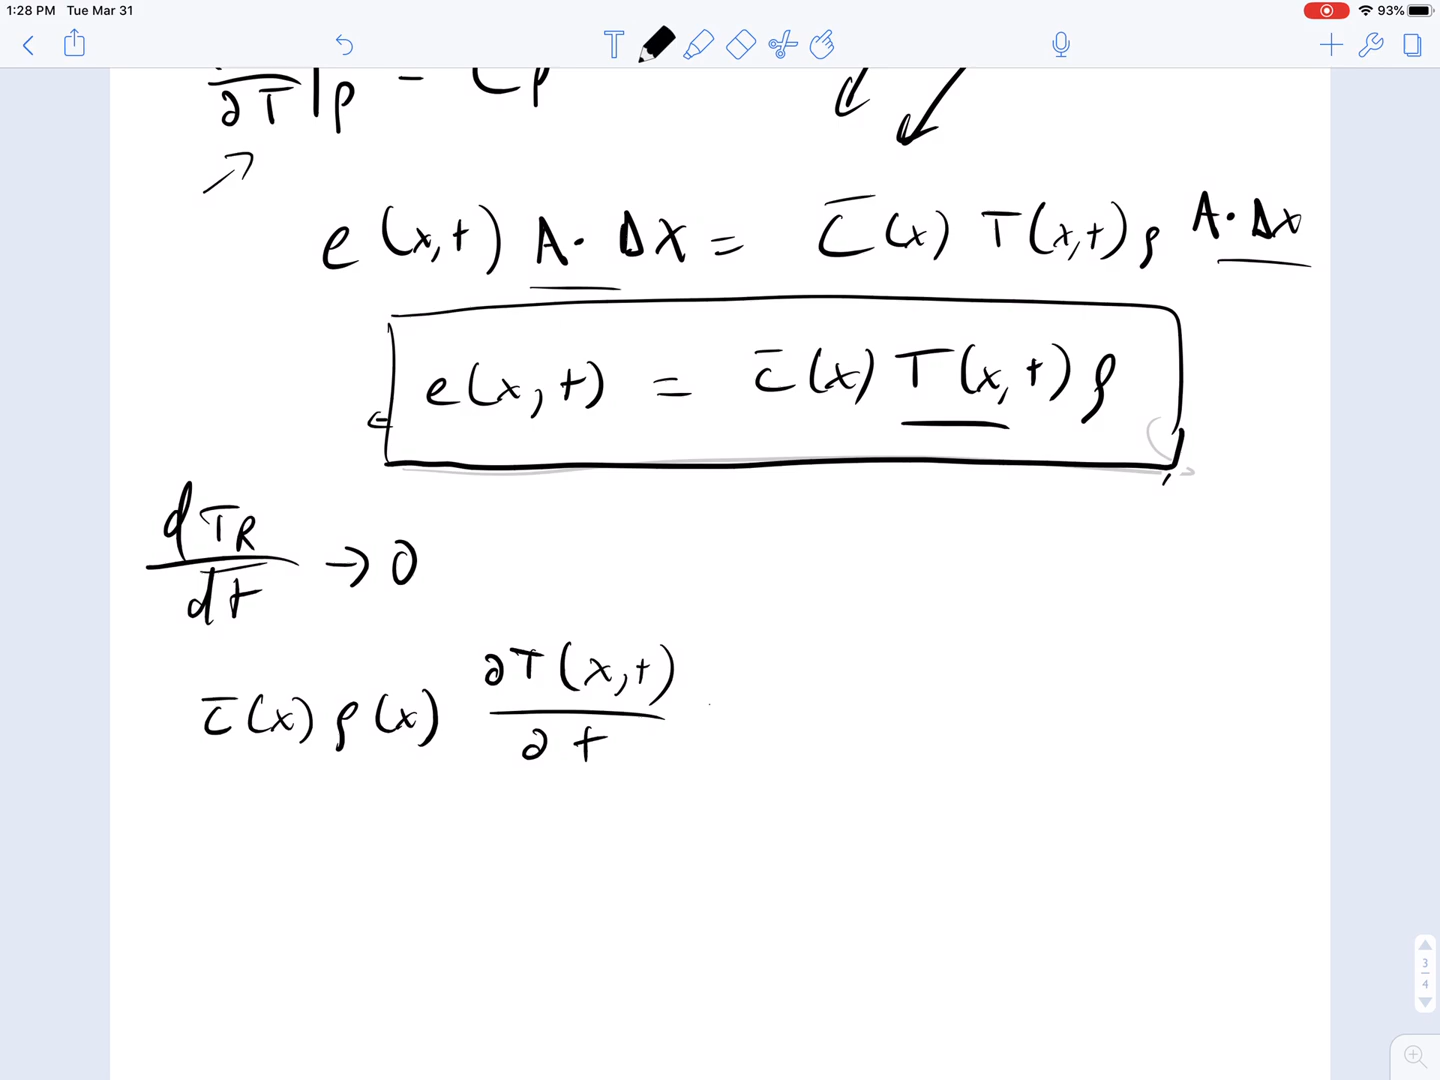 1:28 PM Tue Mar 31 93%
T
∂T |ρ = Cρ
e(x,t) A·Δx = C̄(x) T(x,t)ρ A·Δx
e(x,t) = c̄(x) T(x,t)ρ
dT_R/dt → 0
c̄(x) ρ(x) ∂T(x,t)/∂t
3
4